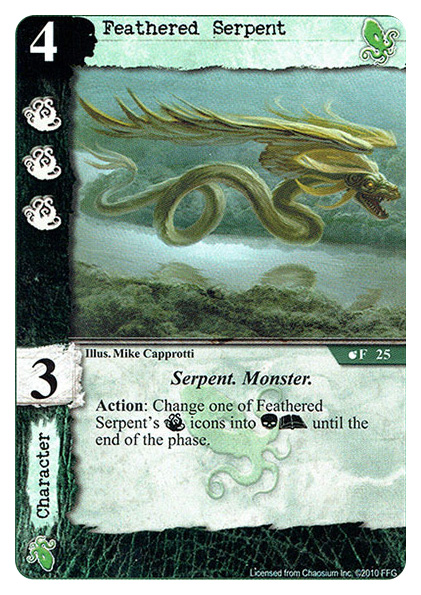 4
Feathered Serpent
Illus. Mike Capprotti
F 25
3
Serpent. Monster.
Action: Change one of Feathered
Serpent's icons into until the
end of the phase.
Character
Licensed from Chaosium Inc. ©2010 FFG